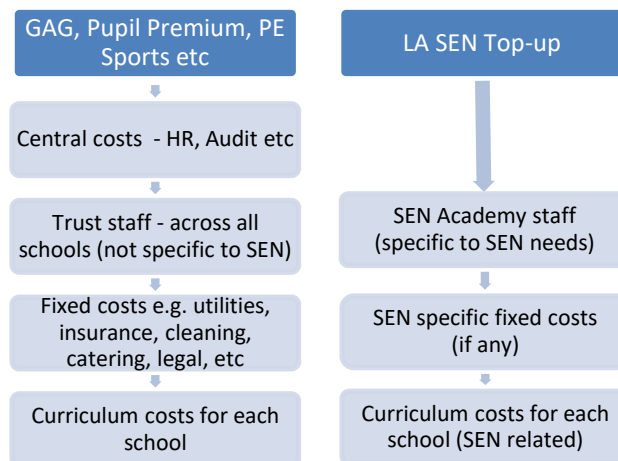 GAG, Pupil Premium, PE
Sports etc
Central costs  - HR, Audit etc
Trust staff - across all
schools (not specific to SEN)
Fixed costs e.g. utilities,
insurance, cleaning,
catering, legal, etc
Curriculum costs for each
school
LA SEN Top-up
SEN Academy staff
(specific to SEN needs)
SEN specific fixed costs
(if any)
Curriculum costs for each
school (SEN related)